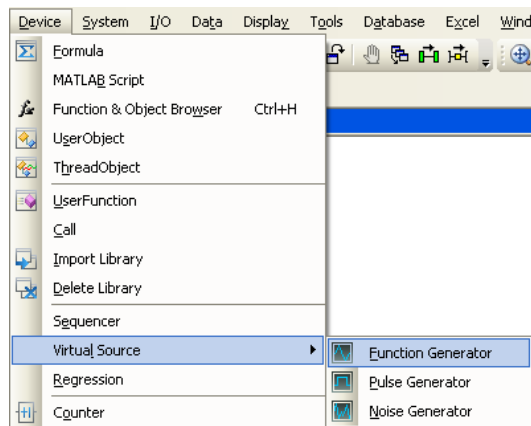 Device System I/O Data Display Tools Database Excel
Formula
MATLAB Script
Function & Object Browser Ctrl+H
UserObject
ThreadObject
UserFunction
Call
Import Library
Delete Library
Sequencer
Virtual Source
Function Generator
Regression
Pulse Generator
Counter
Noise Generator